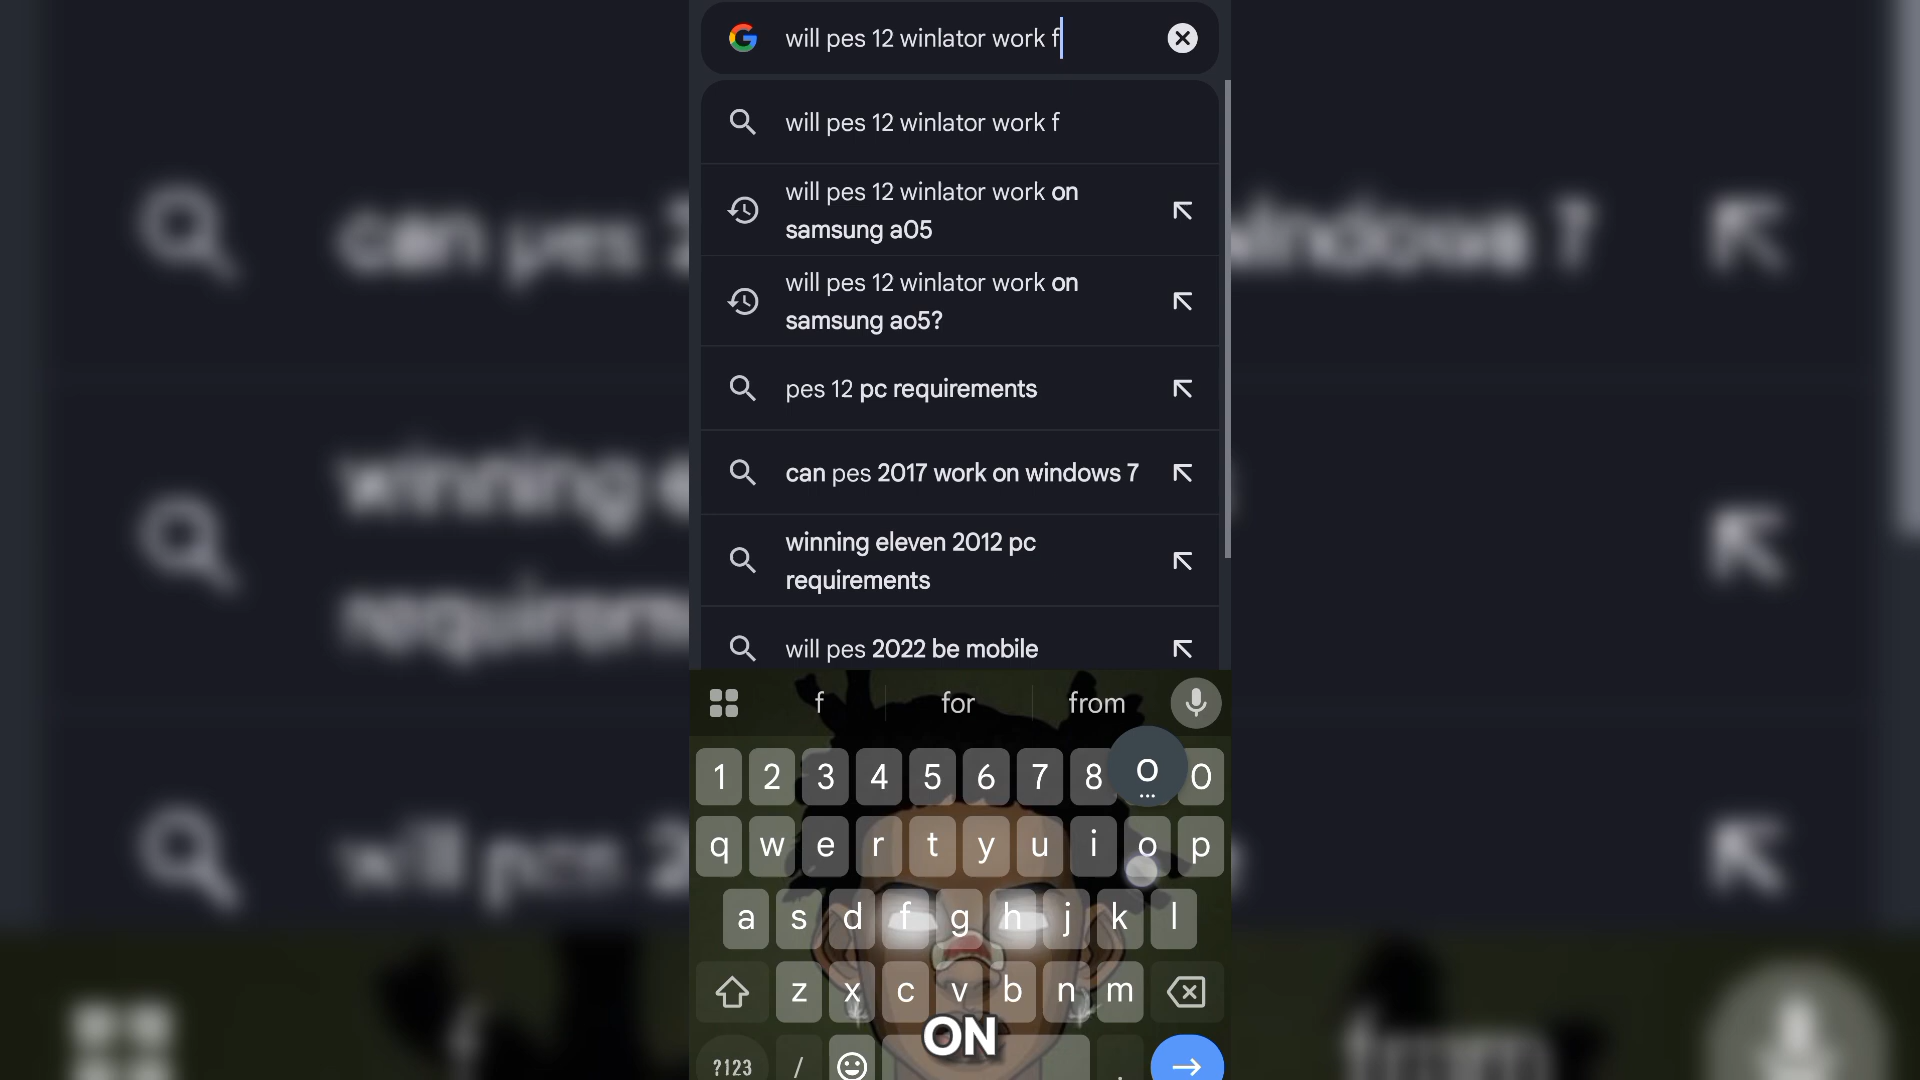 will pes 12 winlator work f
will pes 12 winlator work f
will pes 12 winlator work on
samsung a05
will pes 12 winlator work on
samsung ao5?
pes 12 pc requirements
can pes 2017 work on windows 7
winning eleven 2012 pc
requirements
will pes 2022 be mobile
f for from
1 2 3 4 5 6 7 8 o 0
q w e r t y u i o p
a s d f g h j k l
z x c v b n m
ON
?123 / .